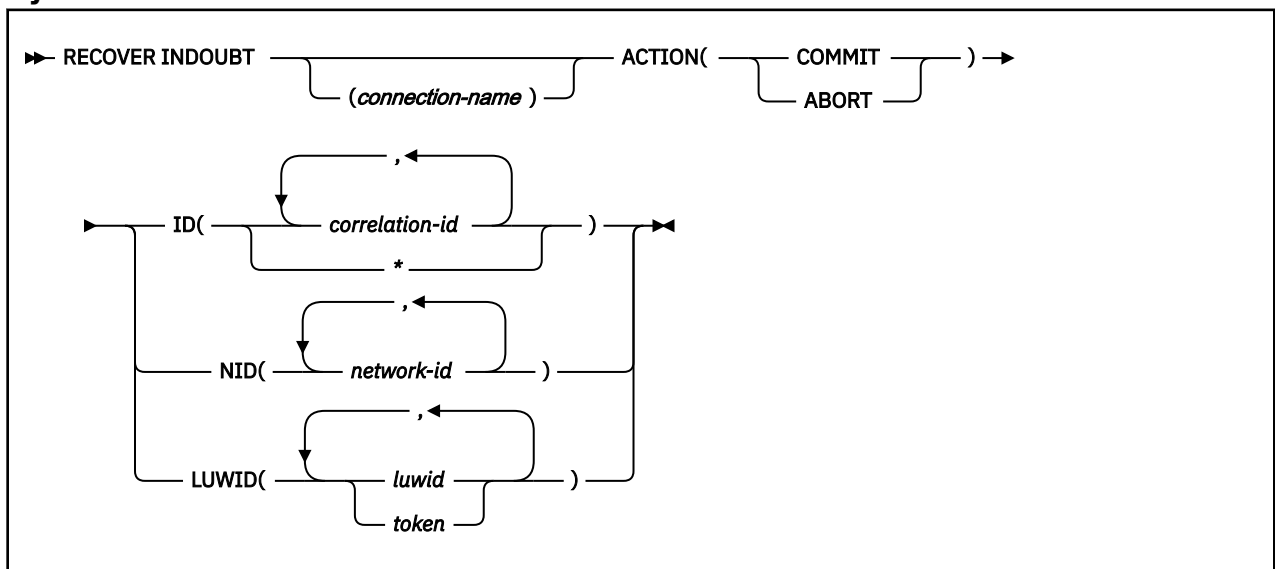 RECOVER INDOUBT ACTION( COMMIT )
(connection-name ) ABORT
,
ID( correlation-id )
*
,
NID( network-id )
,
LUWID( luwid )
token